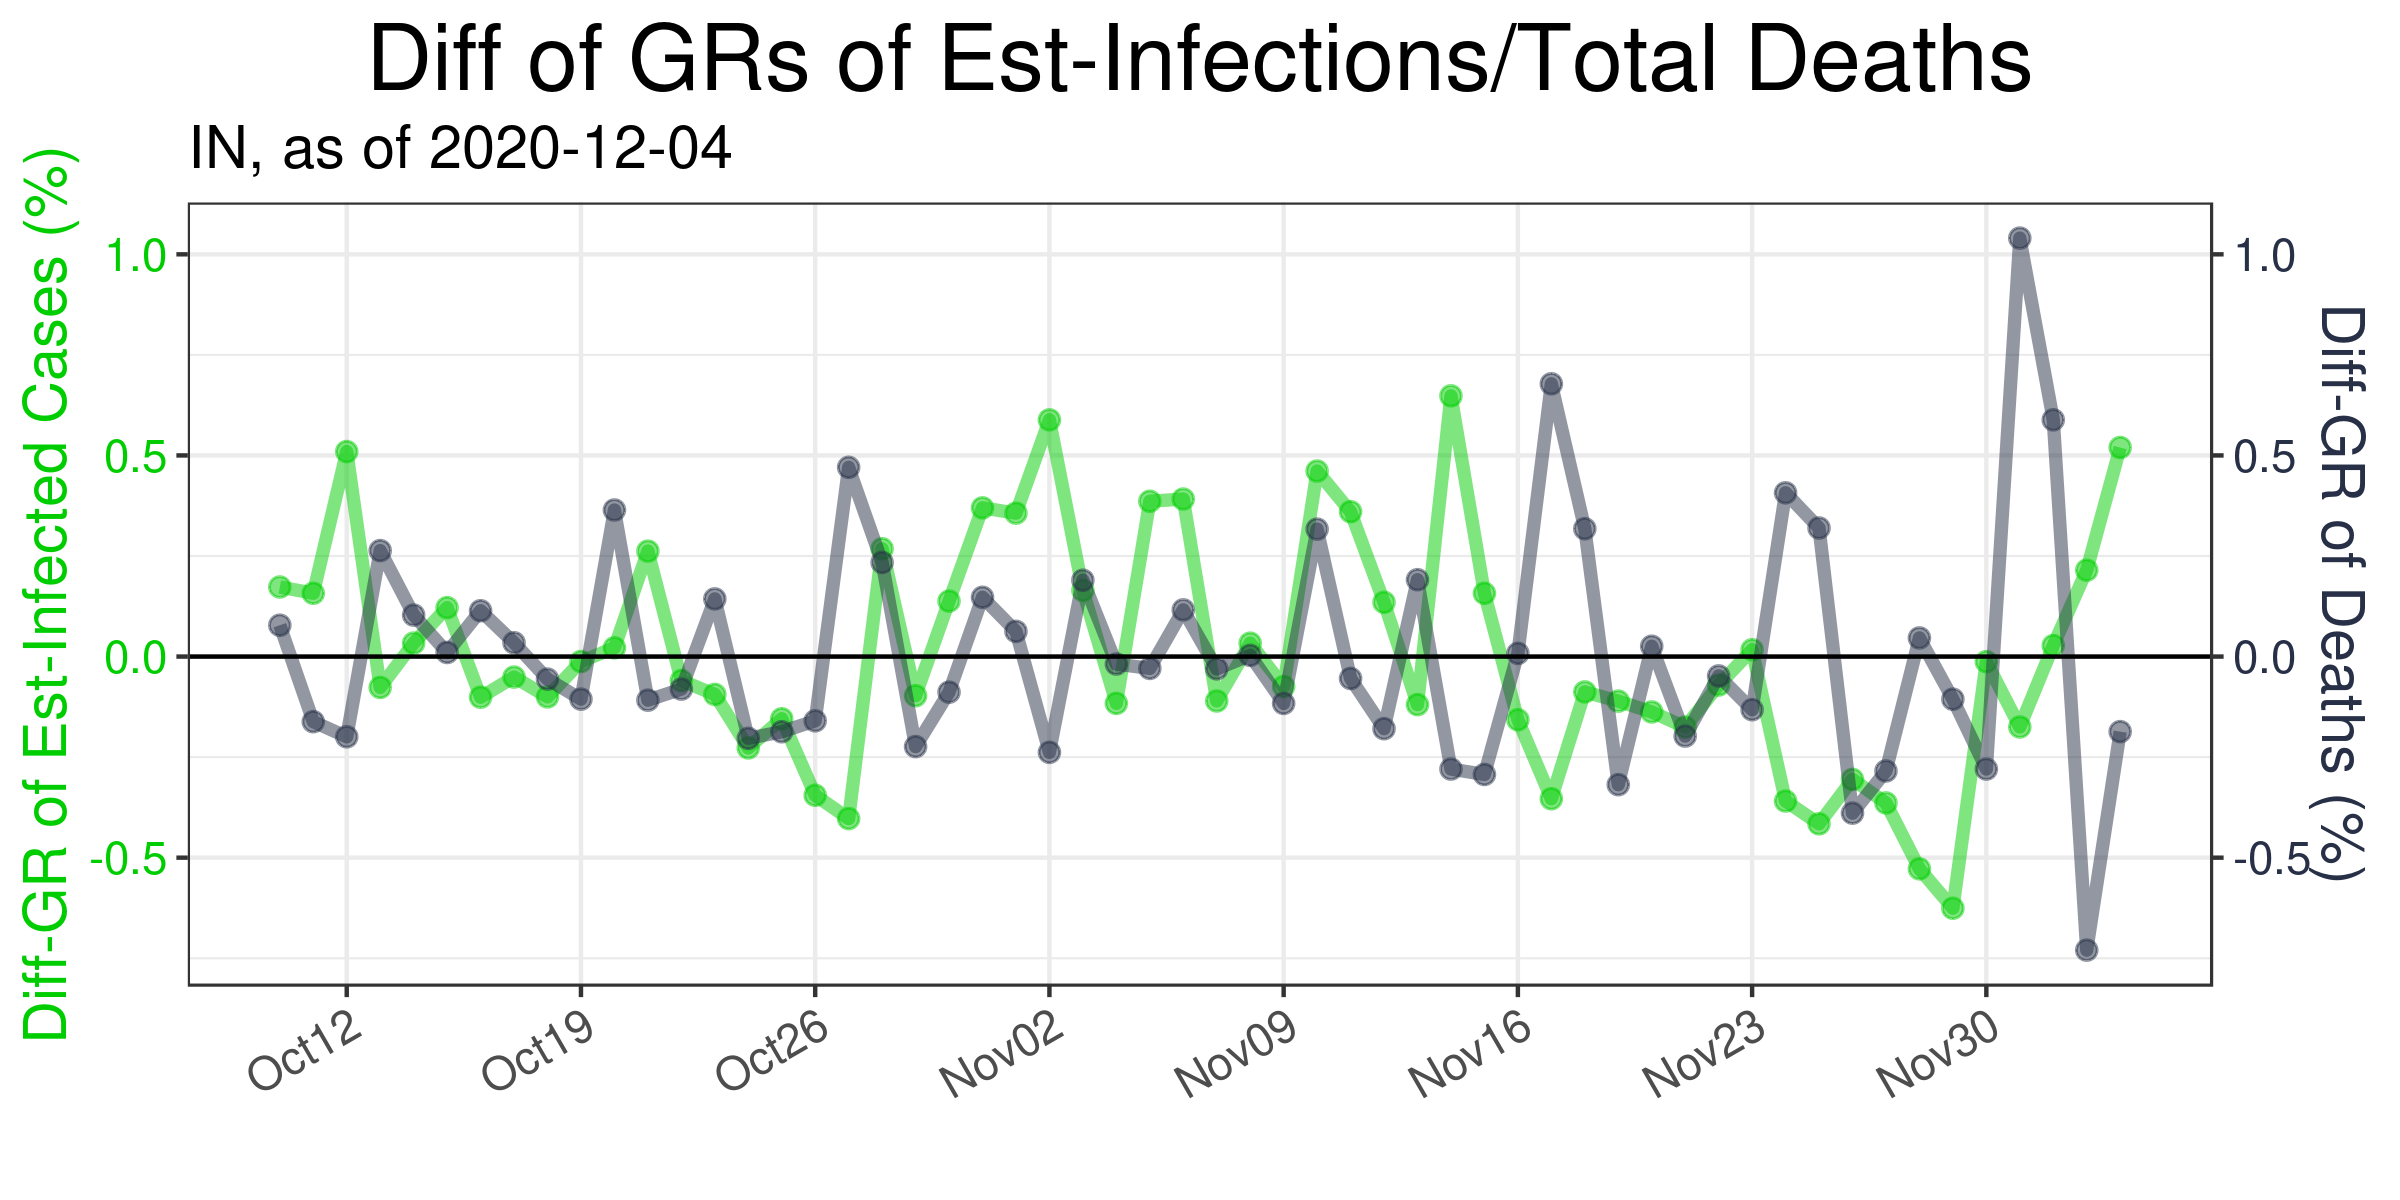 Diff of GRs of Est-Infections/Total Deaths
IN, as of 2020-12-04
Diff-GR of Est-Infected Cases (%)
1.0
0.5
0.0
-0.5
1.0
0.5
0.0
-0.5
Diff-GR of Deaths (%)
Oct12
Oct19
Oct26
Nov02
Nov09
Nov16
Nov23
Nov30